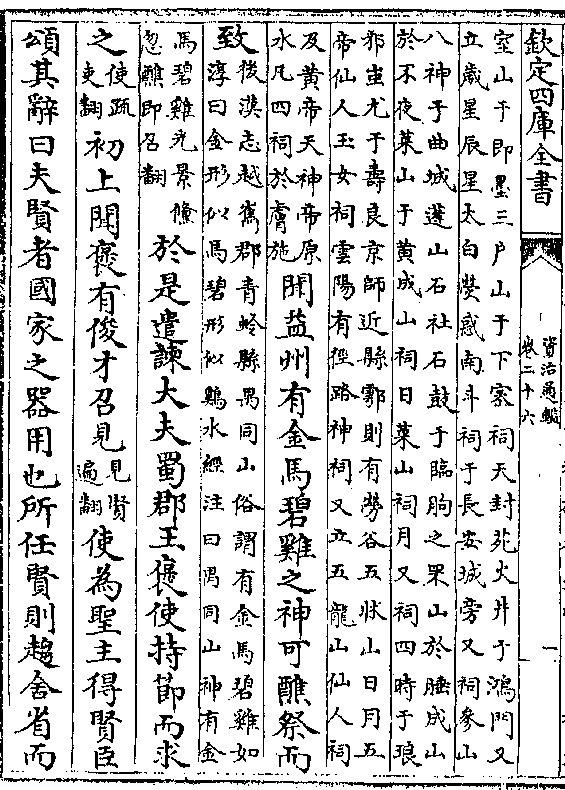 欽定四庫全書
資治通鑑
卷二十六
一
室山于即墨三户山于下宻祠天封苑火井于鴻門又
立歲星辰星太白熒惑南斗祠于長安城旁又祠參山
八神于曲城蓬山石社石鼓于臨朐之罘山於腄成山
於不夜萊山于黄成山祠日萊山祠月又祠四時于琅
邪蚩尤于壽良京師近縣鄠則有勞谷五牀山日月五
帝仙人玉女祠雲陽有徑路神祠又立五龍山仙人祠
及黄帝天神帝原
水凡四祠於膚施
聞益州有金馬碧雞之神可醮祭而
致
後漢志越嶲郡青蛉縣禺同山俗謂有金馬碧雞如
淳曰金形似馬碧形似鷄水經注曰禺同山神有金
馬碧雞光景儵
忽醮即召翻
於是遣諫大夫蜀郡王褒使持節而求
之
使疏
吏翻
初上聞褒有俊才召見
見賢
遍翻
使為聖主得賢臣
頌其辭曰夫賢者國家之器用也所任賢則趨舍省而